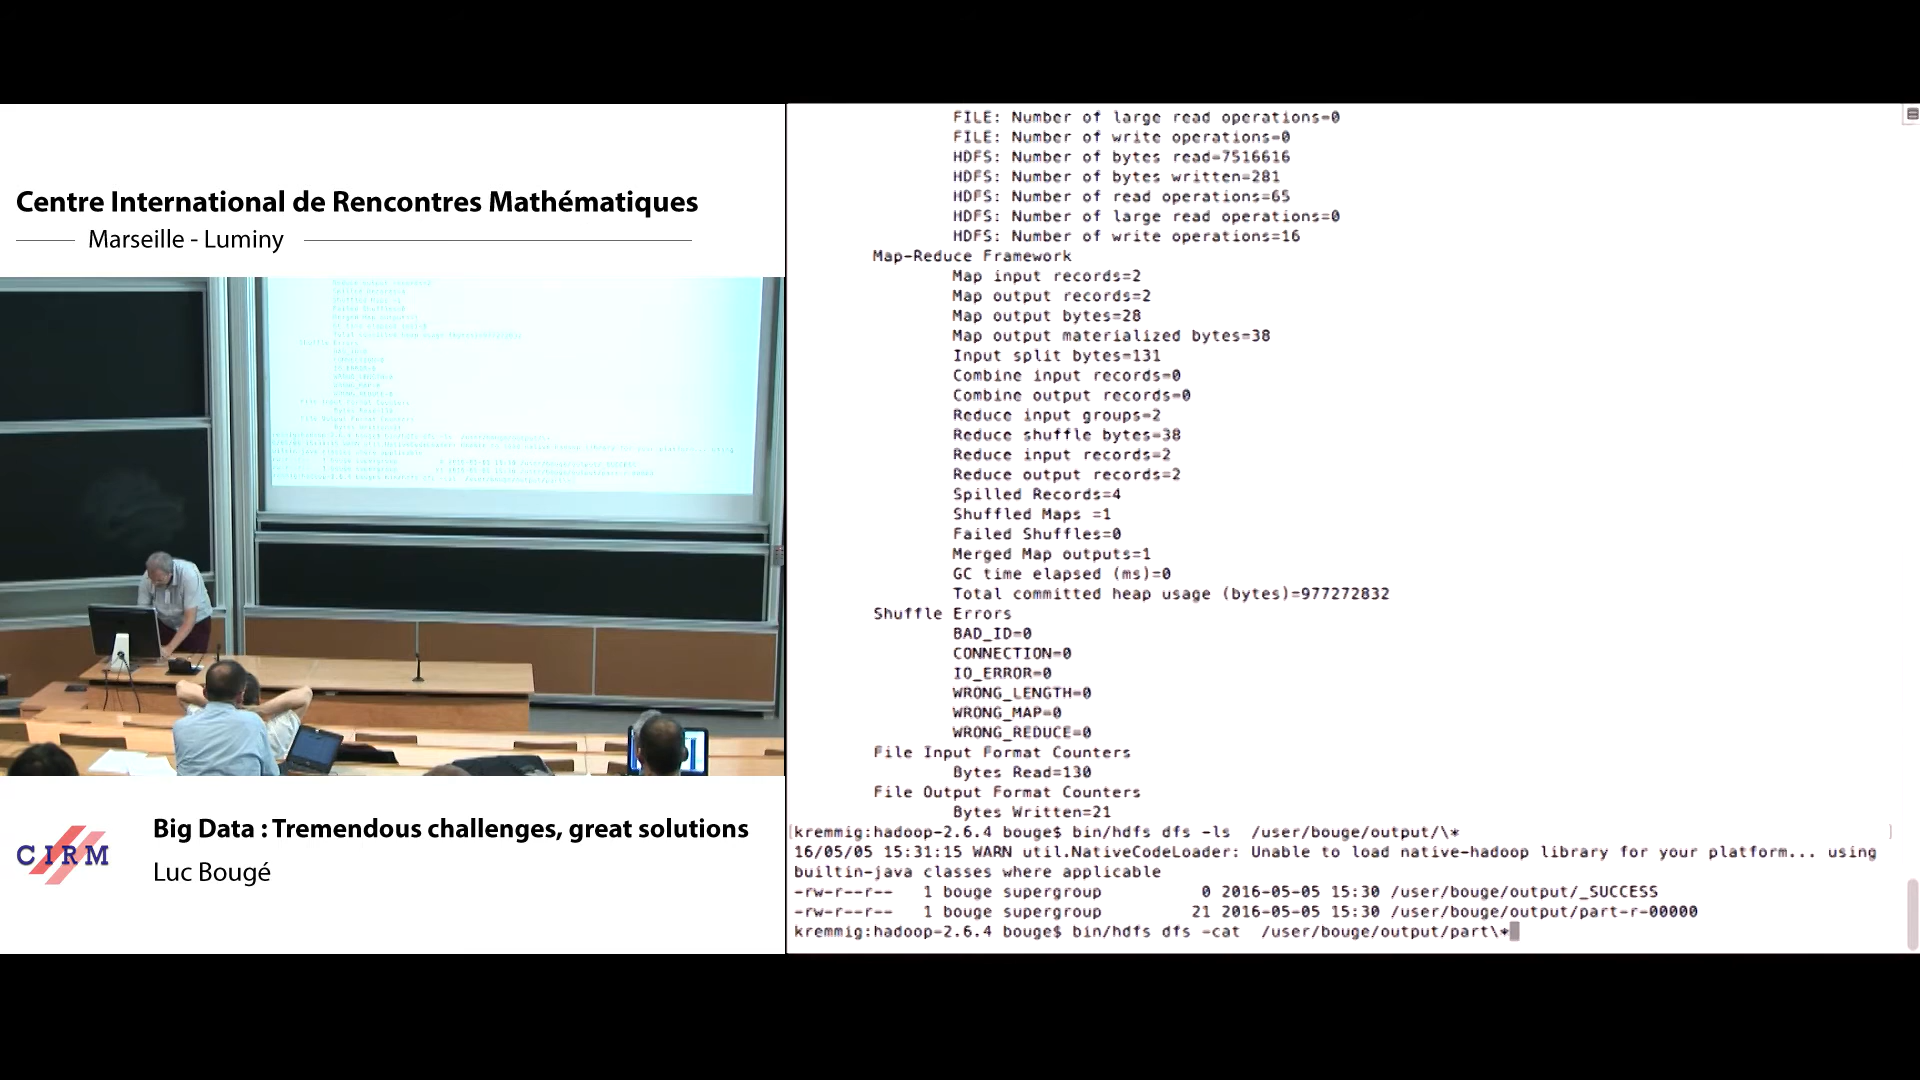 Centre International de Rencontres Mathématiques
Marseille - Luminy
CIRM
Big Data : Tremendous challenges, great solutions
Luc Bougé
FILE: Number of large read operations=0
FILE: Number of write operations=0
HDFS: Number of bytes read=7516616
HDFS: Number of bytes written=281
HDFS: Number of read operations=65
HDFS: Number of large read operations=0
HDFS: Number of write operations=16
Map-Reduce Framework
Map input records=2
Map output records=2
Map output bytes=28
Map output materialized bytes=38
Input split bytes=131
Combine input records=0
Combine output records=0
Reduce input groups=2
Reduce shuffle bytes=38
Reduce input records=2
Reduce output records=2
Spilled Records=4
Shuffled Maps =1
Failed Shuffles=0
Merged Map outputs=1
GC time elapsed (ms)=0
Total committed heap usage (bytes)=977272832
Shuffle Errors
BAD_ID=0
CONNECTION=0
IO_ERROR=0
WRONG_LENGTH=0
WRONG_MAP=0
WRONG_REDUCE=0
File Input Format Counters
Bytes Read=130
File Output Format Counters
Bytes Written=21
[kremmig:hadoop-2.6.4 bouge$ bin/hdfs dfs -ls  /user/bouge/output/\* ]
16/05/05 15:31:15 WARN util.NativeCodeLoader: Unable to load native-hadoop library for your platform... using
builtin-java classes where applicable
-rw-r--r--   1 bouge supergroup          0 2016-05-05 15:30 /user/bouge/output/_SUCCESS
-rw-r--r--   1 bouge supergroup         21 2016-05-05 15:30 /user/bouge/output/part-r-00000
kremmig:hadoop-2.6.4 bouge$ bin/hdfs dfs -cat  /user/bouge/output/part\*